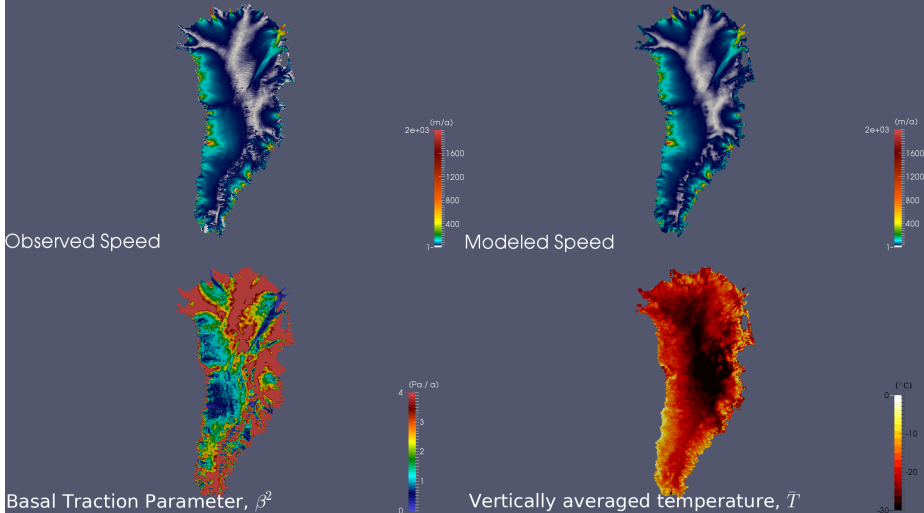 (m/a)
2e+03
1600
1200
800
400
1
Observed Speed
(m/a)
2e+03
1600
1200
800
400
1
Modeled Speed
(Pa / a)
4
3
2
1
0
Basal Traction Parameter, β²
(°C)
0
-10
-20
-30
Vertically averaged temperature, T̄